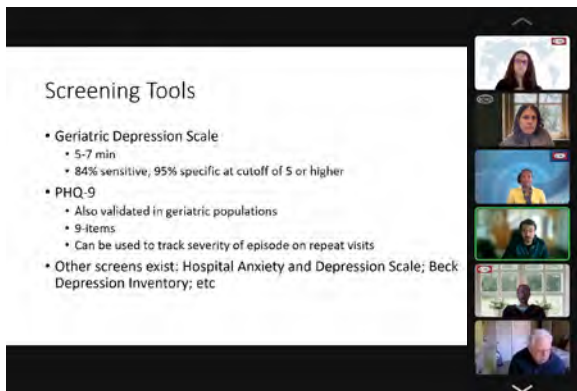 Screening Tools
• Geriatric Depression Scale
• 5-7 min
• 84% sensitive, 95% specific at cutoff of 5 or higher
• PHQ-9
• Also validated in geriatric populations
• 9-items
• Can be used to track severity of episode on repeat visits
• Other screens exist: Hospital Anxiety and Depression Scale; Beck
Depression Inventory; etc